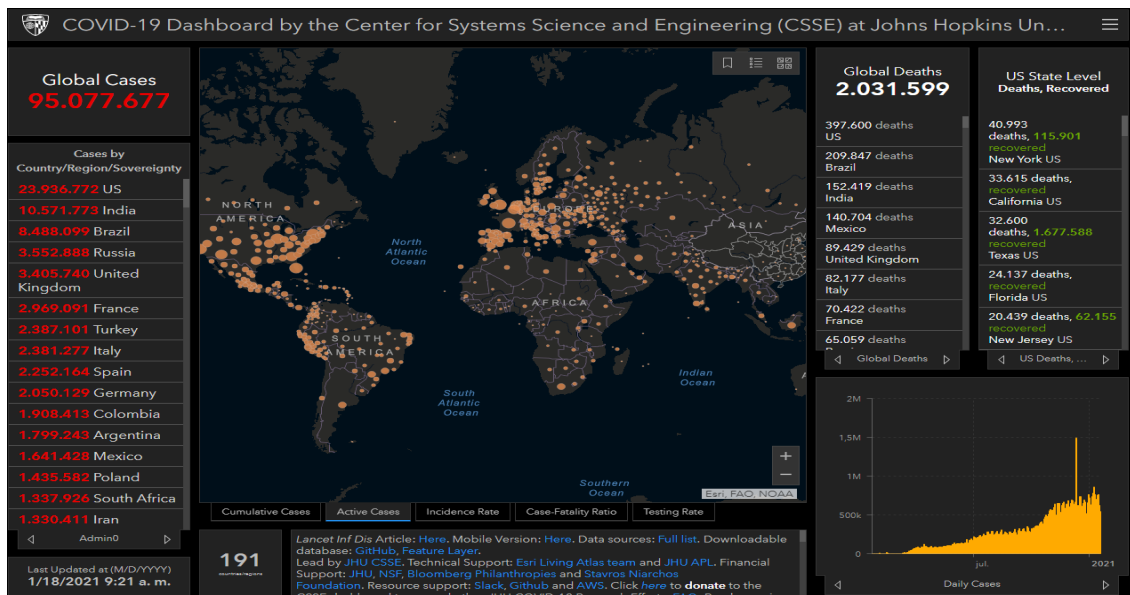 COVID-19 Dashboard by the Center for Systems Science and Engineering (CSSE) at Johns Hopkins Un...
Global Cases
95.077.677
Cases by
Country/Region/Sovereignty
23.936.772 US
10.571.773 India
8.488.099 Brazil
3.552.888 Russia
3.405.740 United
Kingdom
2.969.091 France
2.387.101 Turkey
2.381.277 Italy
2.252.164 Spain
2.050.129 Germany
1.908.413 Colombia
1.799.243 Argentina
1.641.428 Mexico
1.435.582 Poland
1.337.926 South Africa
1.330.411 Iran
Admin0
Last Updated at (M/D/YYYY)
1/18/2021 9:21 a. m.
NORTH
AMERICA
North
Atlantic
Ocean
EUROPE
ASIA
AFRICA
SOUTH
AMERICA
Indian
Ocean
South
Atlantic
Ocean
Southern
Ocean
Esri, FAO, NOAA
Cumulative Cases
Active Cases
Incidence Rate
Case-Fatality Ratio
Testing Rate
191
countries/regions
Lancet Inf Dis Article: Here. Mobile Version: Here. Data sources: Full list. Downloadable
database: GitHub, Feature Layer.
Lead by JHU CSSE. Technical Support: Esri Living Atlas team and JHU APL. Financial
Support: JHU, NSF, Bloomberg Philanthropies and Stavros Niarchos
Foundation. Resource support: Slack, Github and AWS. Click here to donate to the
Global Deaths
2.031.599
397.600 deaths
US
209.847 deaths
Brazil
152.419 deaths
India
140.704 deaths
Mexico
89.429 deaths
United Kingdom
82.177 deaths
Italy
70.422 deaths
France
65.059 deaths
Global Deaths
US State Level
Deaths, Recovered
40.993
deaths, 115.901
recovered
New York US
33.615 deaths,
recovered
California US
32.600
deaths, 1.677.588
recovered
Texas US
24.137 deaths,
recovered
Florida US
20.439 deaths, 62.155
recovered
New Jersey US
US Deaths, ...
2M
1,5M
1M
500k
0
jul.
2021
Daily Cases